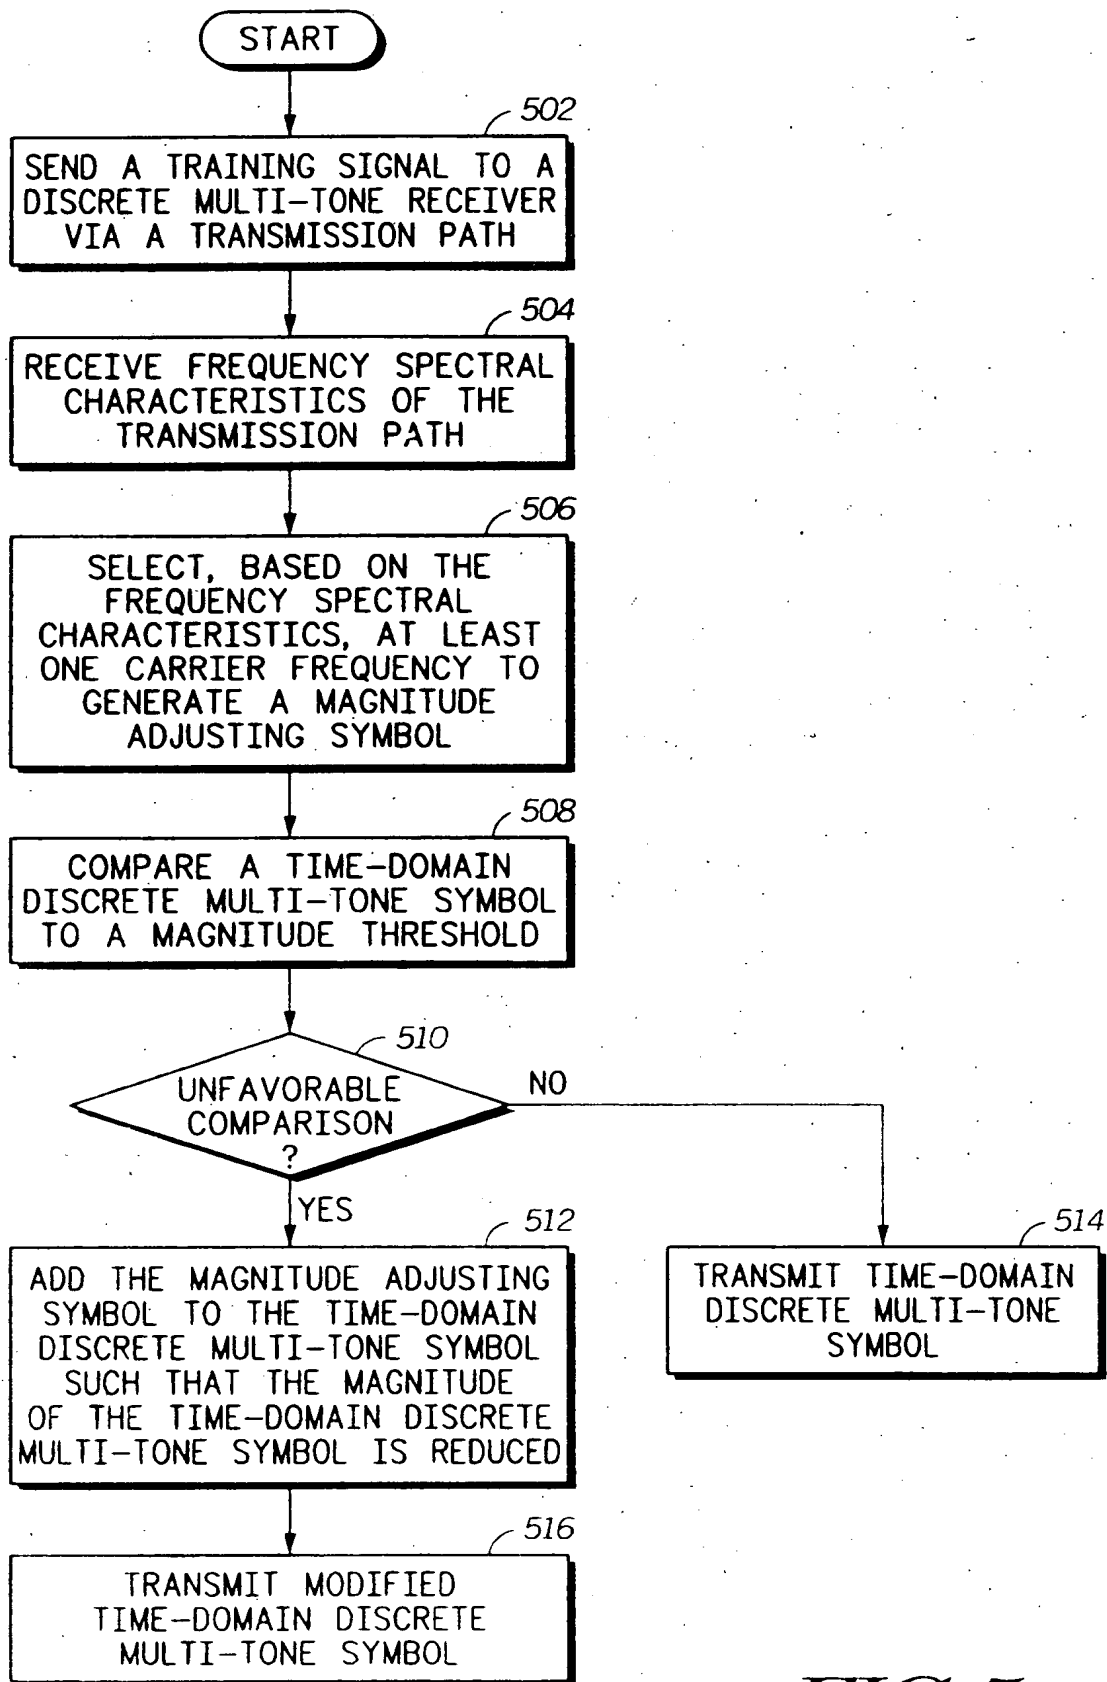 START
502
SEND A TRAINING SIGNAL TO A
DISCRETE MULTI-TONE RECEIVER
VIA A TRANSMISSION PATH
504
RECEIVE FREQUENCY SPECTRAL
CHARACTERISTICS OF THE
TRANSMISSION PATH
506
SELECT, BASED ON THE
FREQUENCY SPECTRAL
CHARACTERISTICS, AT LEAST
ONE CARRIER FREQUENCY TO
GENERATE A MAGNITUDE
ADJUSTING SYMBOL
508
COMPARE A TIME-DOMAIN
DISCRETE MULTI-TONE SYMBOL
TO A MAGNITUDE THRESHOLD
510
UNFAVORABLE
COMPARISON
?
NO
YES
512
ADD THE MAGNITUDE ADJUSTING
SYMBOL TO THE TIME-DOMAIN
DISCRETE MULTI-TONE SYMBOL
SUCH THAT THE MAGNITUDE
OF THE TIME-DOMAIN DISCRETE
MULTI-TONE SYMBOL IS REDUCED
514
TRANSMIT TIME-DOMAIN
DISCRETE MULTI-TONE
SYMBOL
516
TRANSMIT MODIFIED
TIME-DOMAIN DISCRETE
MULTI-TONE SYMBOL